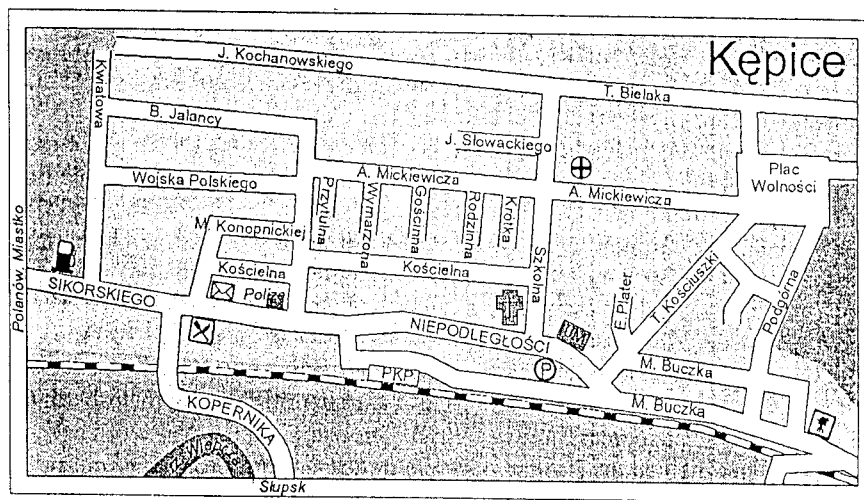 Kępice
J. Kochanowskiego
T. Bielaka
Kwiatowa
B. Jalancy
J. Słowackiego
Plac
Wolności
Wojska Polskiego
A. Mickiewicza
A. Mickiewicza
Przytulna
Wymarzona
Gościnna
Rodzinna
Krótka
M. Konopnickiej
Szkolna
Kościelna
Kościelna
Polanów, Miastko
SIKORSKIEGO
E. Plater
T. Kościuszki
Podgórna
NIEPODLEGŁOŚCI
UM
P
PKP
M. Buczka
M. Buczka
KOPERNIKA
Słupsk